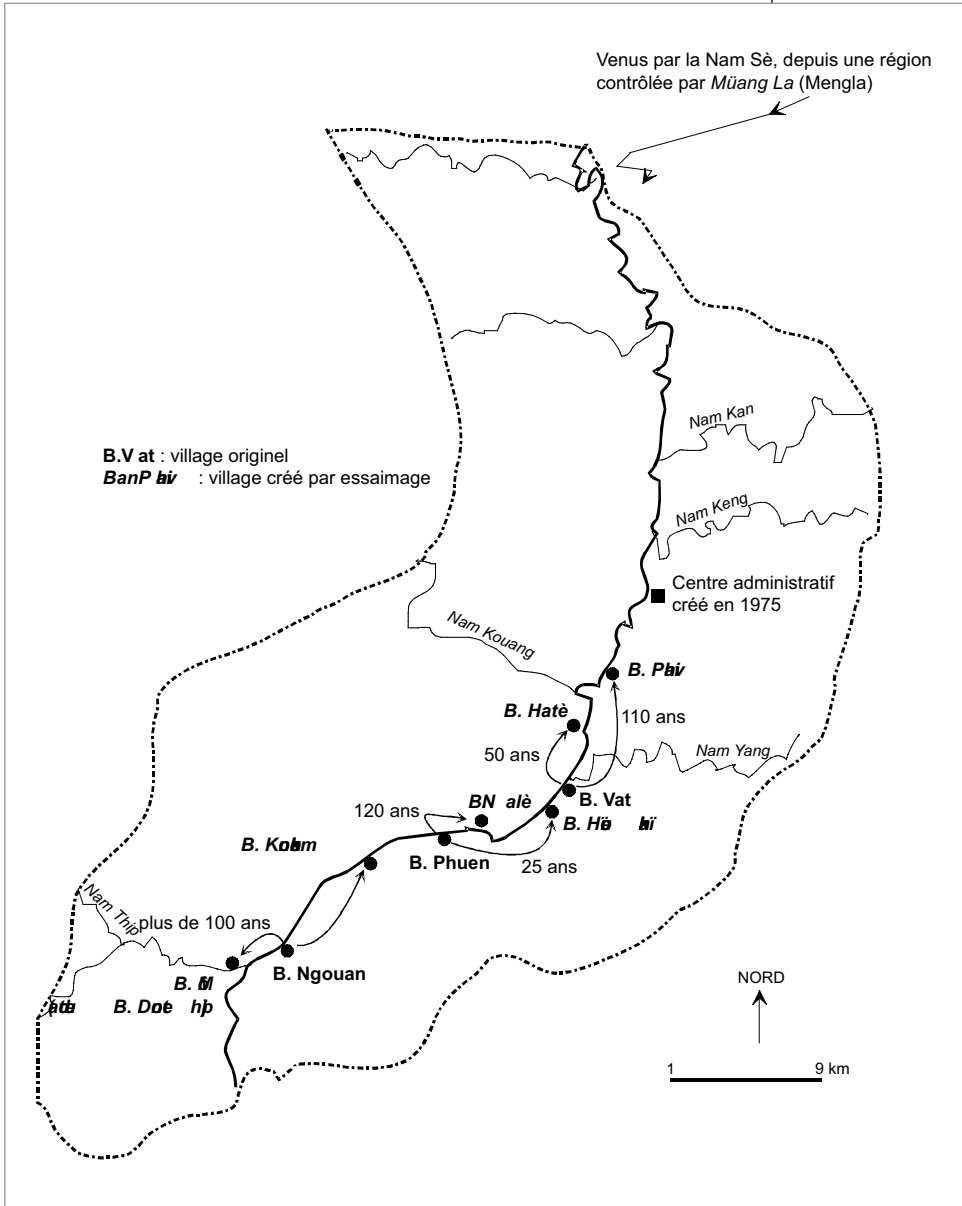 Venus par la Nam Sè, depuis une région
contrôlée par Müang La (Mengla)
Nam Kan
B.V at : village originel
: village créé par essaimage
Nam Keng
Centre administratif
créé en 1975
Nam Kouang
B.
B. Hatè
110 ans
50 ans
Nam Yang
B. Vat
120 ans
BN alè
B.
B.
B. Phuen
25 ans
Nam Thip
plus de 100 ans
B. Ngouan
B.
B.
NORD
1 9 km